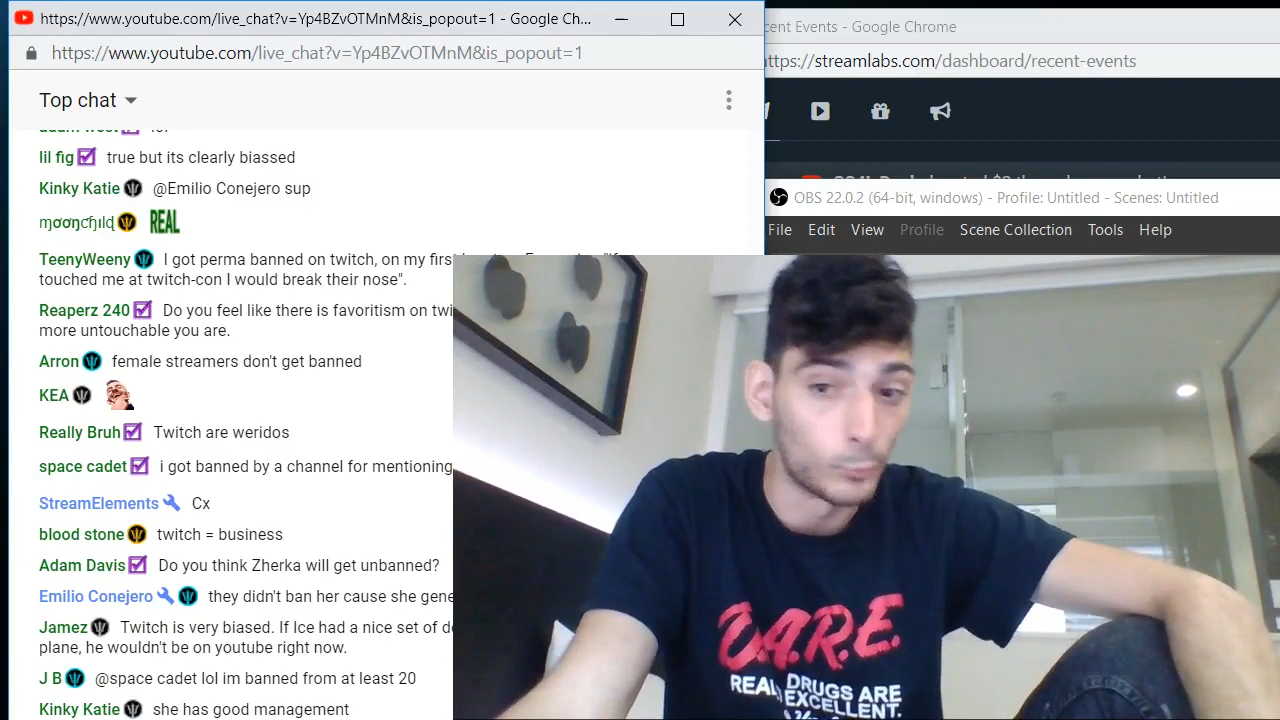 https://www.youtube.com/live_chat?v=Yp4BZvOTMnM&is_popout=1 - Google Ch...
https://www.youtube.com/live_chat?v=Yp4BZvOTMnM&is_popout=1
cent Events - Google Chrome
https://streamlabs.com/dashboard/recent-events
OBS 22.0.2 (64-bit, windows) - Profile: Untitled - Scenes: Untitled
File Edit View Profile Scene Collection Tools Help
Top chat
adam west lol
lil fig true but its clearly biassed
Kinky Katie @Emilio Conejero sup
REAL
TeenyWeeny I got perma banned on twitch, on my firs
touched me at twitch-con I would break their nose".
Reaperz 240 Do you feel like there is favoritism on twi
more untouchable you are.
Arron female streamers don't get banned
KEA
Really Bruh Twitch are weridos
space cadet i got banned by a channel for mentioning
StreamElements Cx
blood stone twitch = business
Adam Davis Do you think Zherka will get unbanned?
Emilio Conejero they didn't ban her cause she gene
Jamez Twitch is very biased. If Ice had a nice set of d
plane, he wouldn't be on youtube right now.
J B @space cadet lol im banned from at least 20
Kinky Katie she has good management
D.A.R.E.
REAL DRUGS ARE
EXCELLENT.